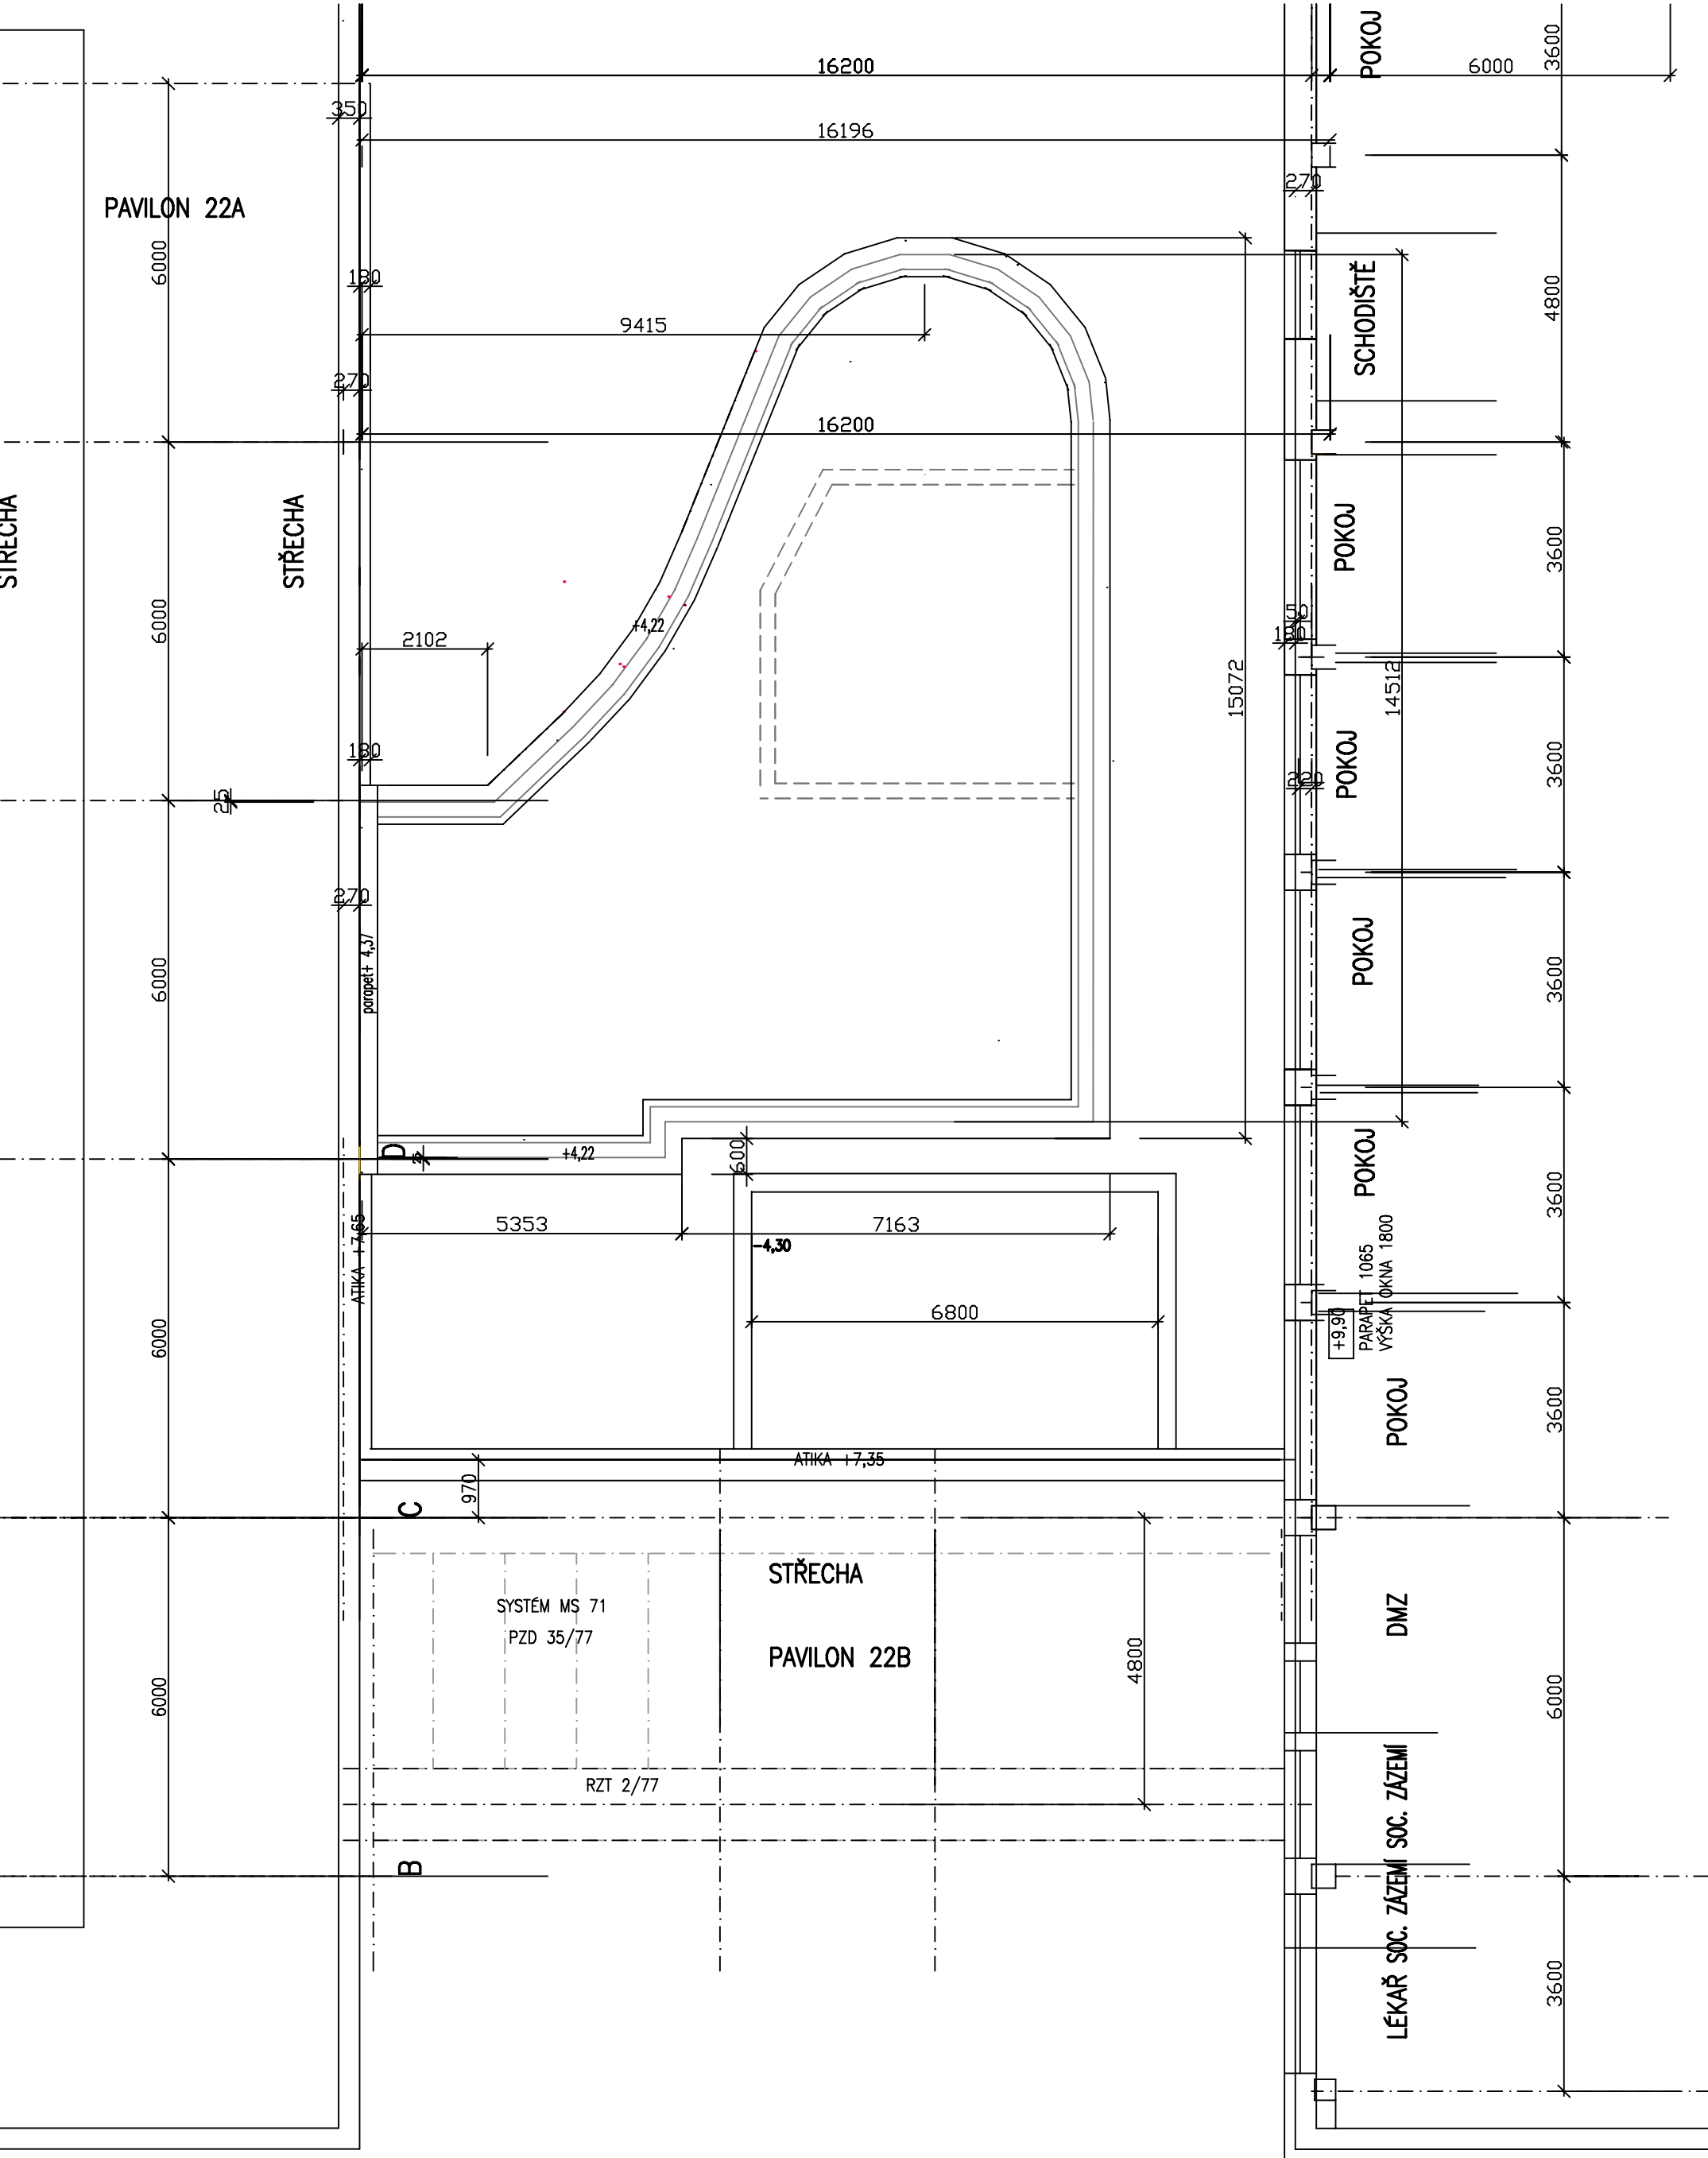 16200
6000
3600
POKOJ
350
16196
270
PAVILON 22A
6000
180
SCHODIŠTĚ
4800
9415
270
16200
STŘECHA
STŘECHA
POKOJ
3600
6000
+4,22
50
180
2102
15072
14512
180
POKOJ
3600
220
25
270
parapet+ 4,37
6000
POKOJ
3600
D
25
+4,22
600
POKOJ
3600
ATIKA +7,65
5353
7163
-4,30
6800
+9,90
PARAPET 1065
VÝŠKA OKNA 1800
6000
POKOJ
3600
ATIKA +7,35
970
C
STŘECHA
SYSTÉM MS 71
PZD 35/77
PAVILON 22B
4800
DMZ
6000
6000
RZT 2/77
B
LÉKAŘ SOC. ZÁZEMÍ SOC. ZÁZEMÍ
3600